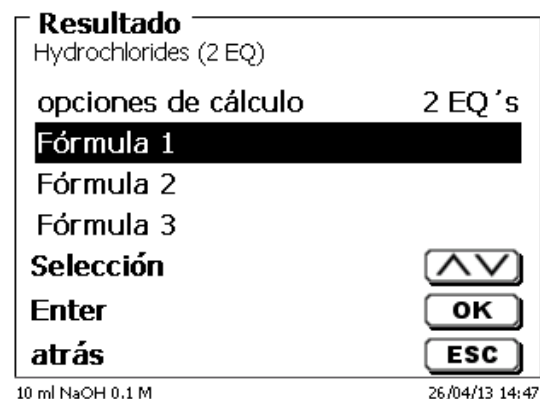 Resultado
Hydrochlorides (2 EQ)
opciones de cálculo 2 EQ´s
Fórmula 1
Fórmula 2
Fórmula 3
Selección
Enter OK
atrás ESC
10 ml NaOH 0.1 M 26/04/13 14:47